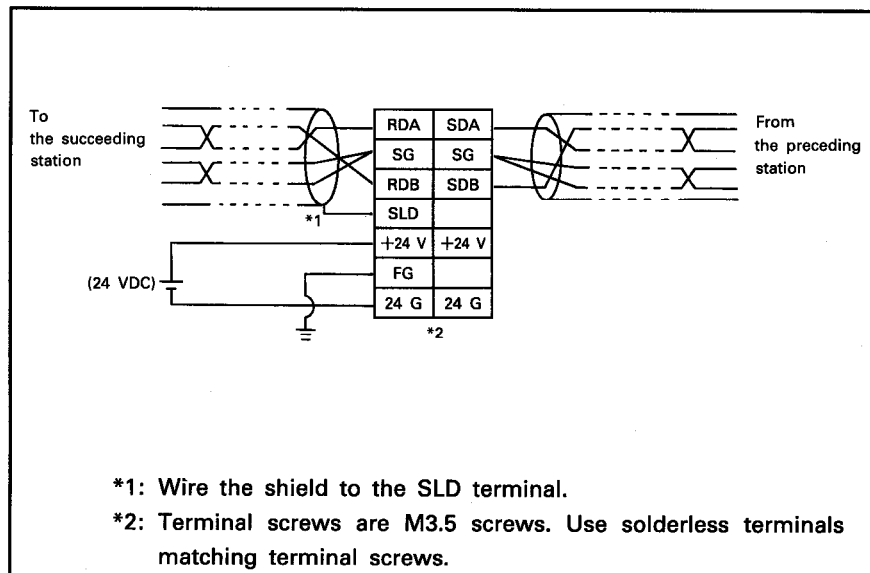 To
the succeeding
station
RDA SDA
SG SG
RDB SDB
*1 SLD
+24 V +24 V
(24 VDC)
FG
24 G 24 G
*2
From
the preceding
station
*1: Wire the shield to the SLD terminal.
*2: Terminal screws are M3.5 screws. Use solderless terminals
matching terminal screws.